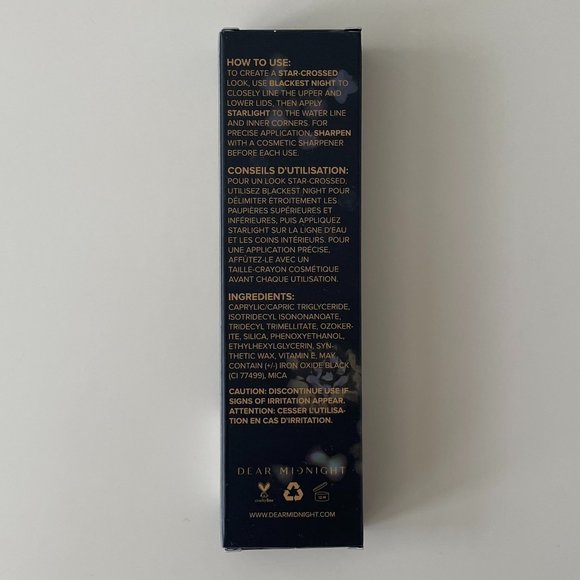 HOW TO USE:
TO CREATE A STAR-CROSSED
LOOK, USE BLACKEST NIGHT TO
CLOSELY LINE THE UPPER AND
LOWER LIDS, THEN APPLY
STARLIGHT TO THE WATER LINE
AND INNER CORNERS. FOR
PRECISE APPLICATION, SHARPEN
WITH A COSMETIC SHARPENER
BEFORE EACH USE.
CONSEILS D'UTILISATION:
POUR UN LOOK STAR-CROSSED,
UTILISEZ BLACKEST NIGHT POUR
DÉLIMITER ÉTROITEMENT LES
PAUPIÈRES SUPÉRIEURES ET
INFÉRIEURES, PUIS APPLIQUEZ
STARLIGHT SUR LA LIGNE D'EAU
ET LES COINS INTÉRIEURS. POUR
UNE APPLICATION PRÉCISE,
AFFÛTEZ-LE AVEC UN
TAILLE-CRAYON COSMÉTIQUE
AVANT CHAQUE UTILISATION.
INGREDIENTS:
CAPRYLIC/CAPRIC TRIGLYCERIDE,
ISOTRIDECYL ISONONANOATE,
TRIDECYL TRIMELLITATE, OZOKER-
ITE, SILICA, PHENOXYETHANOL,
ETHYLHEXYLGLYCERIN, SYN-
THETIC WAX, VITAMIN E, MAY
CONTAIN (+/-) IRON OXIDE BLACK
(CI 77499), MICA
CAUTION: DISCONTINUE USE IF
SIGNS OF IRRITATION APPEAR.
ATTENTION: CESSER L'UTILISA-
TION EN CAS D'IRRITATION.
DEAR MIDNIGHT
crueltyfree
12 M
WWW.DEARMIDNIGHT.COM